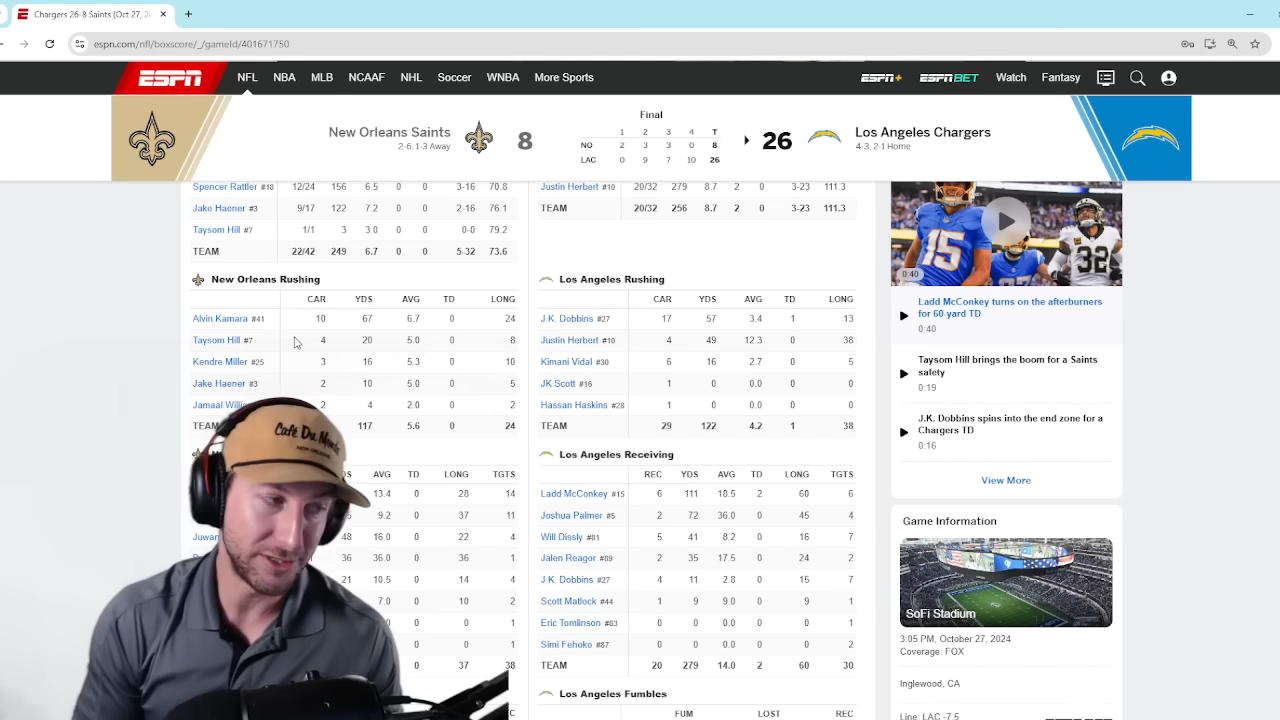 Chargers 26-8 Saints (Oct 27, 2
espn.com/nfl/boxscore/_/gameId/401671750
ESPN NFL NBA MLB NCAAF NHL Soccer WNBA More Sports ESPN+ ESPN BET Watch Fantasy
New Orleans Saints
2-6, 1-3 Away
8
Final
1 2 3 4 T
NO 2 3 3 0 8
LAC 0 9 7 10 26
26
Los Angeles Chargers
4-3, 2-1 Home
Spencer Rattler #18 12/24 156 6.5 0 0 3-16 70.8
Jake Haener #3 9/17 122 7.2 0 0 2-16 76.1
Taysom Hill #7 1/1 3 3.0 0 0 0-0 79.2
TEAM 22/42 249 6.7 0 0 5-32 73.6
New Orleans Rushing
CAR YDS AVG TD LONG
Alvin Kamara #41 10 67 6.7 0 24
Taysom Hill #7 4 20 5.0 0 8
Kendre Miller #25 3 16 5.3 0 10
Jake Haener #3 2 10 5.0 0 5
Jamaal 2 4 2.0 0 2
117 5.6 0 24
AVG TD LONG TGTS
13.4 0 28 14
9.2 0 37 11
Juwan 48 16.0 0 22 4
36 36.0 0 36 1
21 10.5 0 14 4
7.0 0 10 2
0 0 1
0 0 1
0 37 38
Café Du
NEW ORLEANS
Justin Herbert #10 20/32 279 8.7 2 0 3-23 111.3
TEAM 20/32 256 8.7 2 0 3-23 111.3
Los Angeles Rushing
CAR YDS AVG TD LONG
J.K. Dobbins #27 17 57 3.4 1 13
Justin Herbert #10 4 49 12.3 0 38
Kimani Vidal #30 6 16 2.7 0 5
JK Scott #16 1 0 0.0 0 0
Hassan Haskins #28 1 0 0.0 0 0
TEAM 29 122 4.2 1 38
Los Angeles Receiving
REC YDS AVG TD LONG TGTS
Ladd McConkey #15 6 111 18.5 2 60 6
Joshua Palmer #5 2 72 36.0 0 45 4
Will Dissly #81 5 41 8.2 0 16 7
Jalen Reagor #89 2 35 17.5 0 24 2
J.K. Dobbins #27 4 11 2.8 0 15 7
Scott Matlock #44 1 9 9.0 0 9 1
Eric Tomlinson #83 0 0 0.0 0 0 1
Simi Fehoko #87 0 0 0.0 0 0 2
TEAM 20 279 14.0 2 60 30
Los Angeles Fumbles
FUM LOST REC
15
32
0:40
Ladd McConkey turns on the afterburners
for 60-yard TD
0:40
Taysom Hill brings the boom for a Saints
safety
0:19
J.K. Dobbins spins into the end zone for a
Chargers TD
0:16
View More
Game Information
SoFi Stadium
3:05 PM, October 27, 2024
Coverage: FOX
Inglewood, CA
Line: LAC -7.5